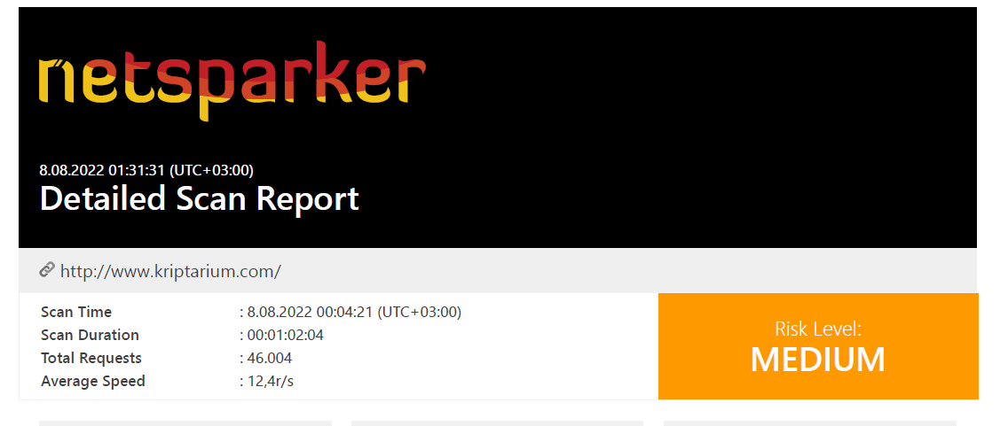 netsparker
8.08.2022 01:31:31 (UTC+03:00)
Detailed Scan Report
http://www.kriptarium.com/
Scan Time : 8.08.2022 00:04:21 (UTC+03:00)
Scan Duration : 00:01:02:04
Total Requests : 46.004
Average Speed : 12,4r/s
Risk Level:
MEDIUM